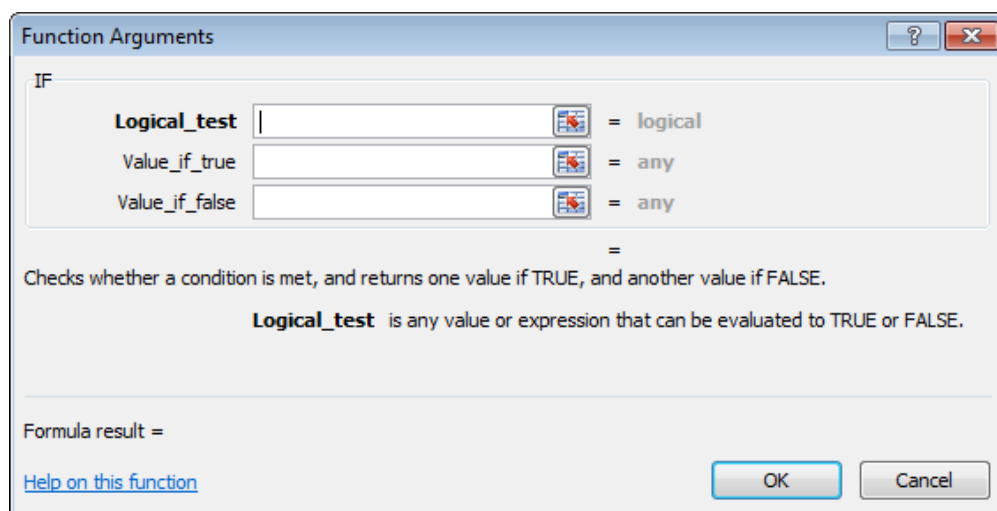 Function Arguments
IF
Logical_test = logical
Value_if_true = any
Value_if_false = any
=
Checks whether a condition is met, and returns one value if TRUE, and another value if FALSE.
Logical_test is any value or expression that can be evaluated to TRUE or FALSE.
Formula result =
Help on this function OK Cancel